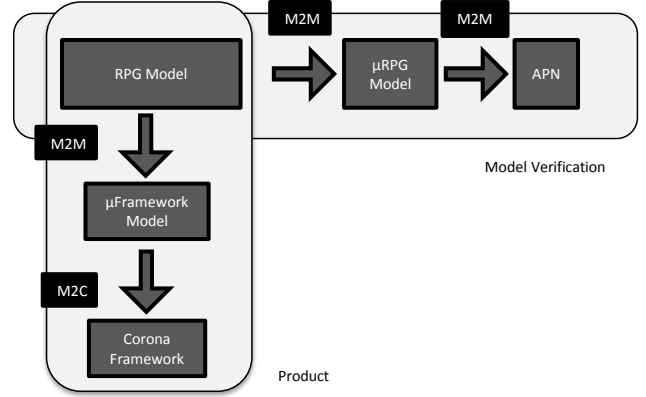 M2M
M2M
RPG Model
μRPG
Model
APN
M2M
Model Verification
μFramework
Model
M2C
Corona
Framework
Product